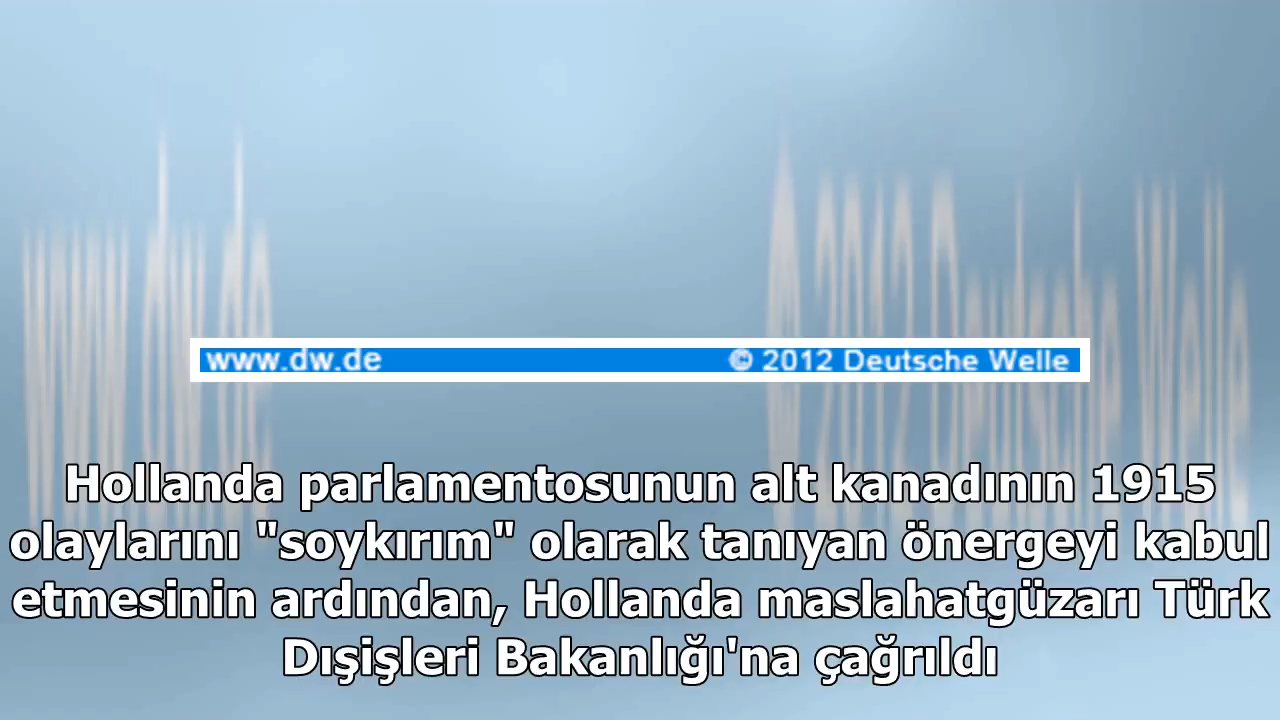 www.dw.de © 2012 Deutsche Welle
Hollanda parlamentosunun alt kanadının 1915
olaylarını "soykırım" olarak tanıyan önergeyi kabul
etmesinin ardından, Hollanda maslahatgüzarı Türk
Dışişleri Bakanlığı'na çağrıldı